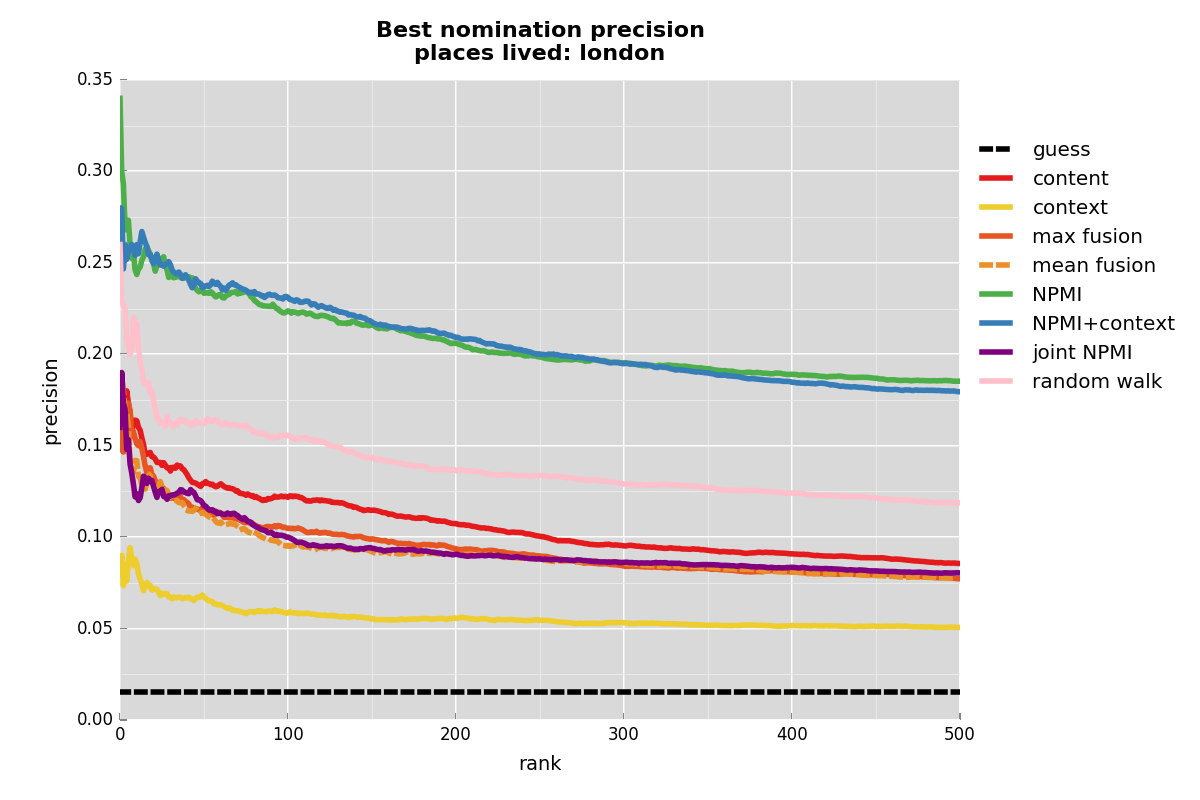 Best nomination precision
places lived: london
precision
0.35
0.30
0.25
0.20
0.15
0.10
0.05
0.00
0
100
200
300
400
500
rank
guess
content
context
max fusion
mean fusion
NPMI
NPMI+context
joint NPMI
random walk